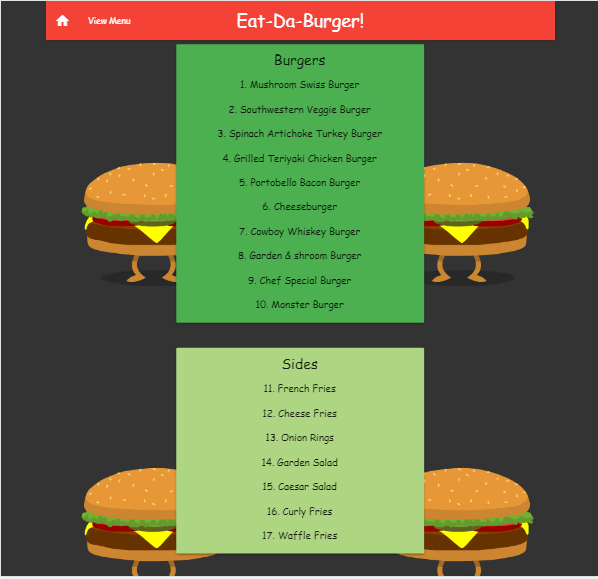 View Menu
Eat-Da-Burger!
Burgers
1. Mushroom Swiss Burger
2. Southwestern Veggie Burger
3. Spinach Artichoke Turkey Burger
4. Grilled Teriyaki Chicken Burger
5. Portobello Bacon Burger
6. Cheeseburger
7. Cowboy Whiskey Burger
8. Garden & shroom Burger
9. Chef Special Burger
10. Monster Burger
Sides
11. French Fries
12. Cheese Fries
13. Onion Rings
14. Garden Salad
15. Caesar Salad
16. Curly Fries
17. Waffle Fries